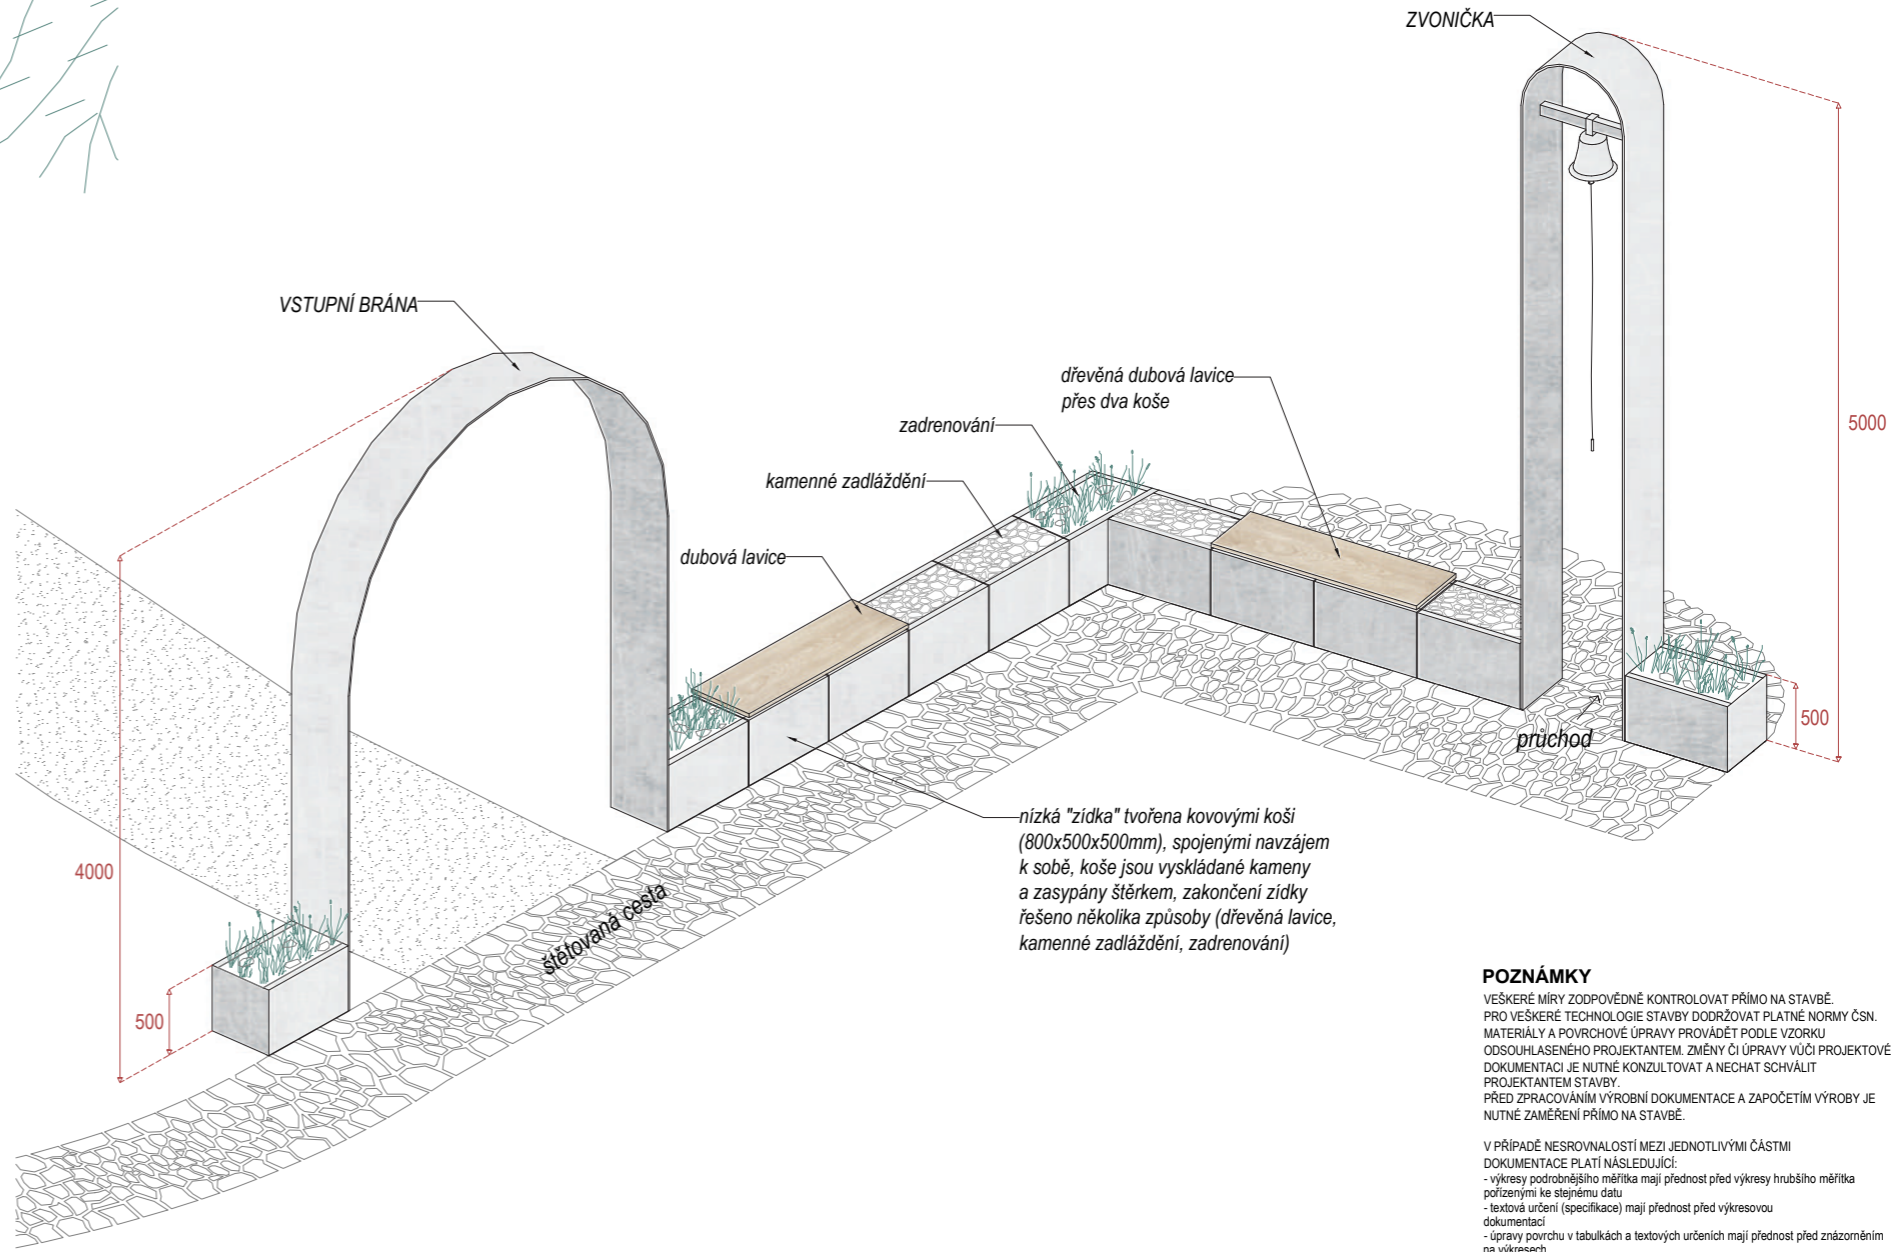 ZVONIČKA
VSTUPNÍ BRÁNA
dřevěná dubová lavice
přes dva koše
zadrenování
kamenné zadláždění
dubová lavice
5000
500
průchod
nízká "zídka" tvořena kovovými koši
(800x500x500mm), spojenými navzájem
k sobě, koše jsou vyskládané kameny
a zasypány štěrkem, zakončení zídky
řešeno několika způsoby (dřevěná lavice,
kamenné zadláždění, zadrenování)
4000
štětovaná cesta
500
POZNÁMKY
VEŠKERÉ MÍRY ZODPOVĚDNĚ KONTROLOVAT PŘÍMO NA STAVBĚ.
PRO VEŠKERÉ TECHNOLOGIE STAVBY DODRŽOVAT PLATNÉ NORMY ČSN.
MATERIÁLY A POVRCHOVÉ ÚPRAVY PROVÁDĚT PODLE VZORKU
ODSOUHLASENÉHO PROJEKTANTEM. ZMĚNY ČI ÚPRAVY VŮČI PROJEKTOVÉ
DOKUMENTACI JE NUTNÉ KONZULTOVAT A NECHAT SCHVÁLIT
PROJEKTANTEM STAVBY.
PŘED ZPRACOVÁNÍM VÝROBNÍ DOKUMENTACE A ZAPOČETÍM VÝROBY JE
NUTNÉ ZAMĚŘENÍ PŘÍMO NA STAVBĚ.
V PŘÍPADĚ NESROVNALOSTÍ MEZI JEDNOTLIVÝMI ČÁSTMI
DOKUMENTACE PLATÍ NÁSLEDUJÍCÍ:
- výkresy podrobnějšího měřítka mají přednost před výkresy hrubšího měřítka
pořízenými ke stejnému datu
- textová určení (specifikace) mají přednost před výkresovou
dokumentací
- úpravy povrchu v tabulkách a textových určeních mají přednost před znázorněním
na výkresech